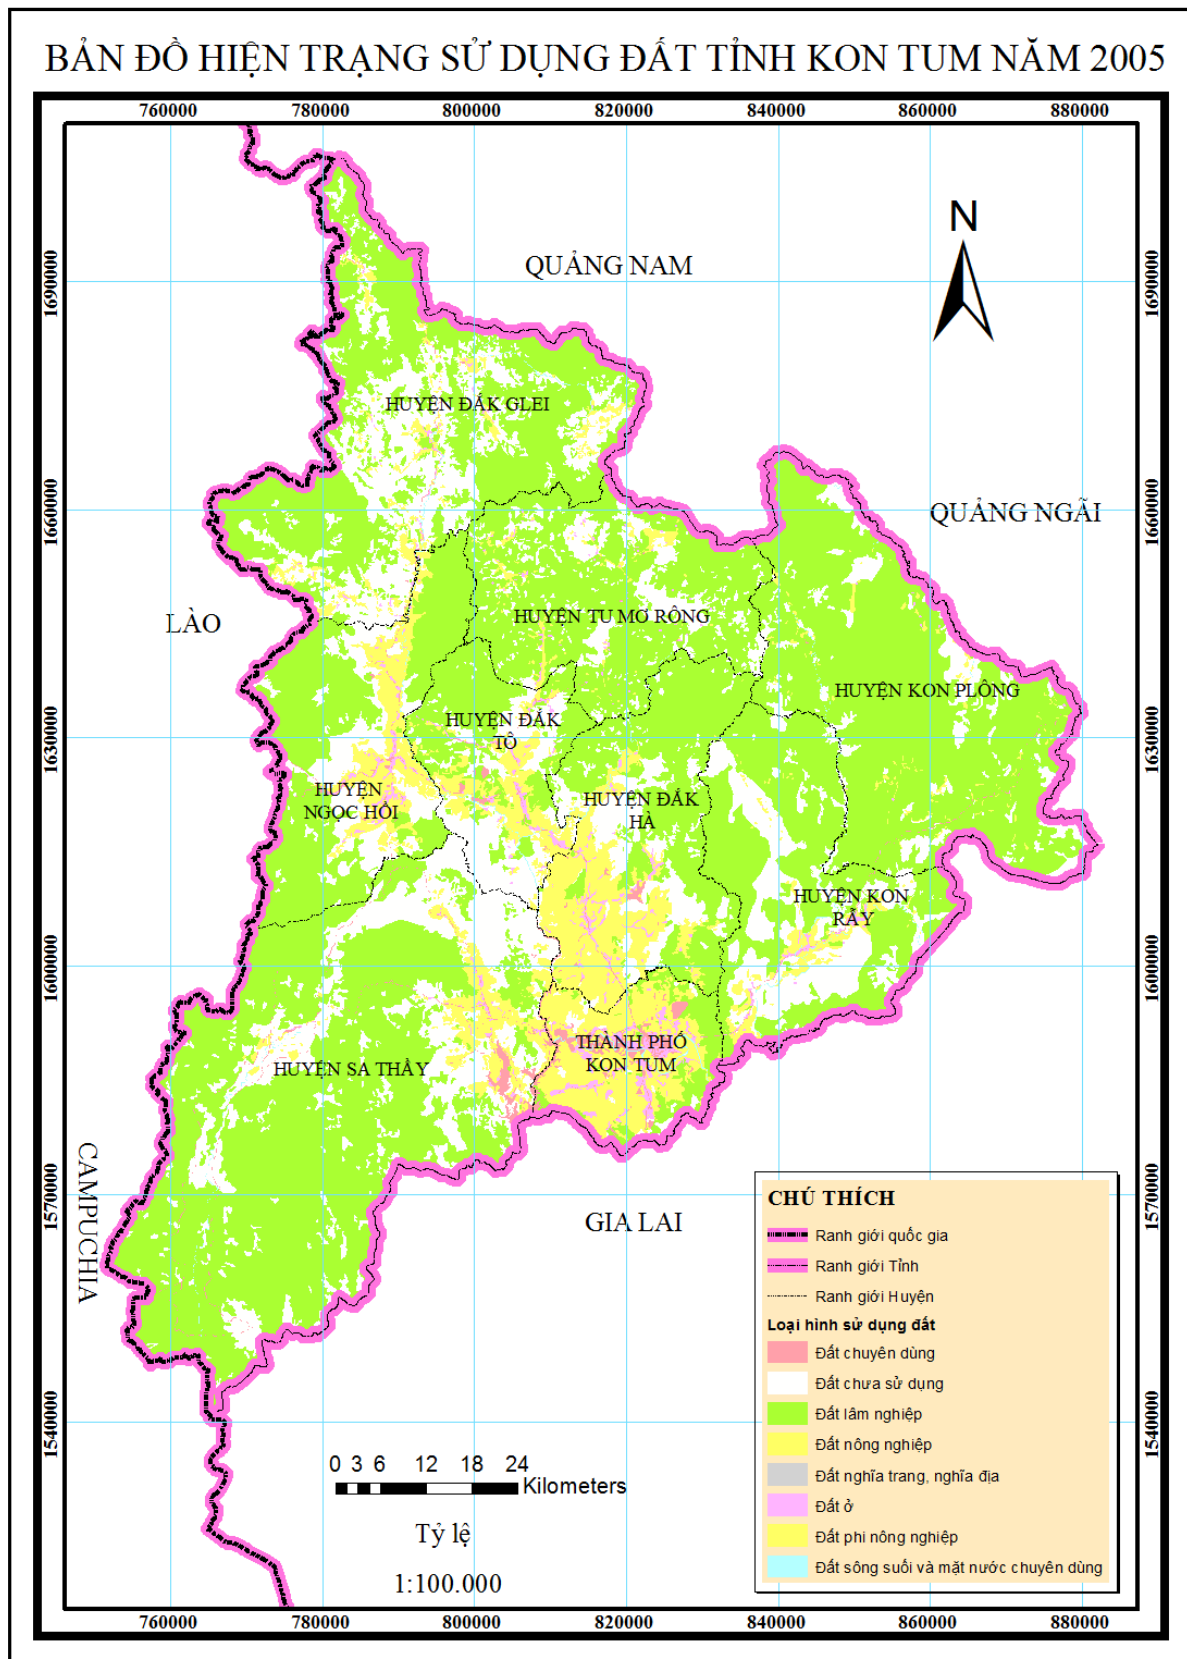 BẢN ĐỒ HIỆN TRẠNG SỬ DỤNG ĐẤT TỈNH KON TUM NĂM 2005
760000 780000 800000 820000 840000 860000 880000
N
QUẢNG NAM
1690000 1690000
HUYỆN ĐẮK GLEI
1660000 1660000
QUẢNG NGÃI
LÀO
HUYỆN TU MƠ RÔNG
HUYỆN KON PLÔNG
HUYỆN ĐẮK
TÔ
1630000 1630000
HUYỆN
NGỌC HỒI
HUYỆN ĐẮK
HÀ
HUYỆN KON
RẪY
1600000 1600000
THÀNH PHỐ
KON TUM
HUYỆN SA THẦY
CAMPUCHIA
1570000 1570000
GIA LAI
CHÚ THÍCH
Ranh giới quốc gia
Ranh giới Tỉnh
Ranh giới Huyện
Loại hình sử dụng đất
Đất chuyên dùng
Đất chưa sử dụng
Đất lâm nghiệp
Đất nông nghiệp
Đất nghĩa trang, nghĩa địa
Đất ở
Đất phi nông nghiệp
Đất sông suối và mặt nước chuyên dùng
1540000 1540000
0 3 6 12 18 24
Kilometers
Tỷ lệ
1:100.000
760000 780000 800000 820000 840000 860000 880000